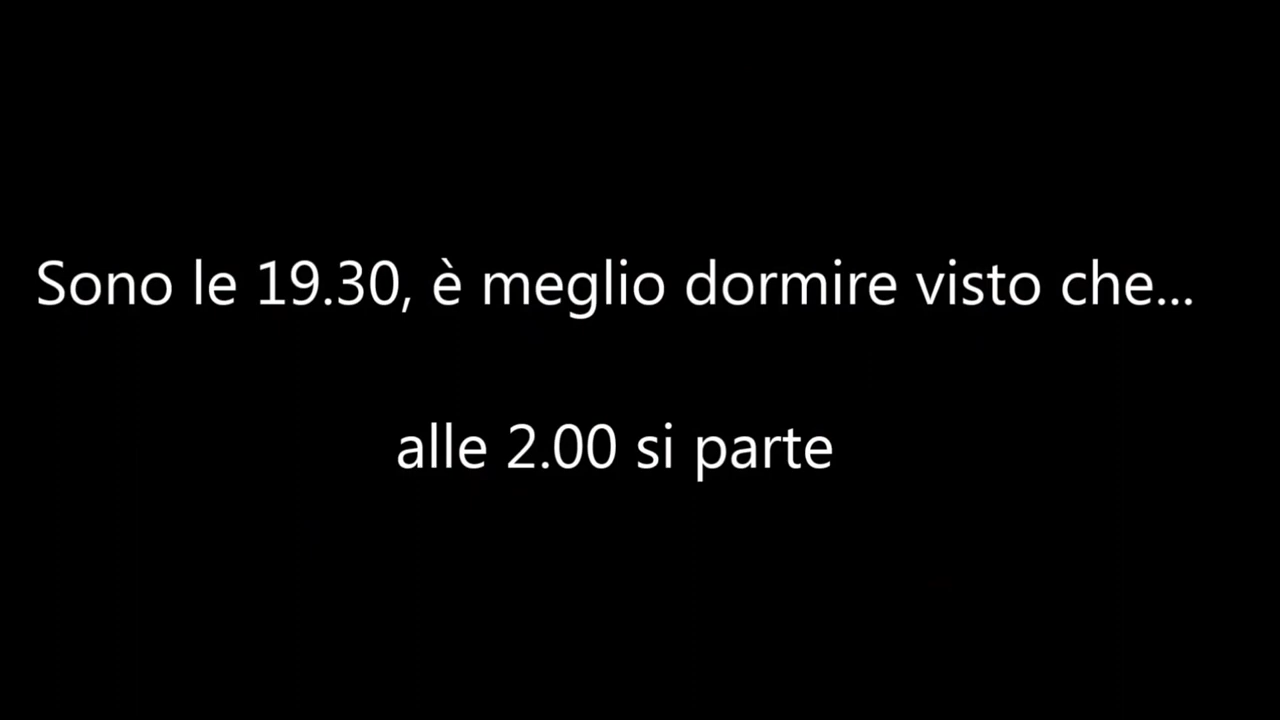 Sono le 19.30, è meglio dormire visto che...
alle 2.00 si parte